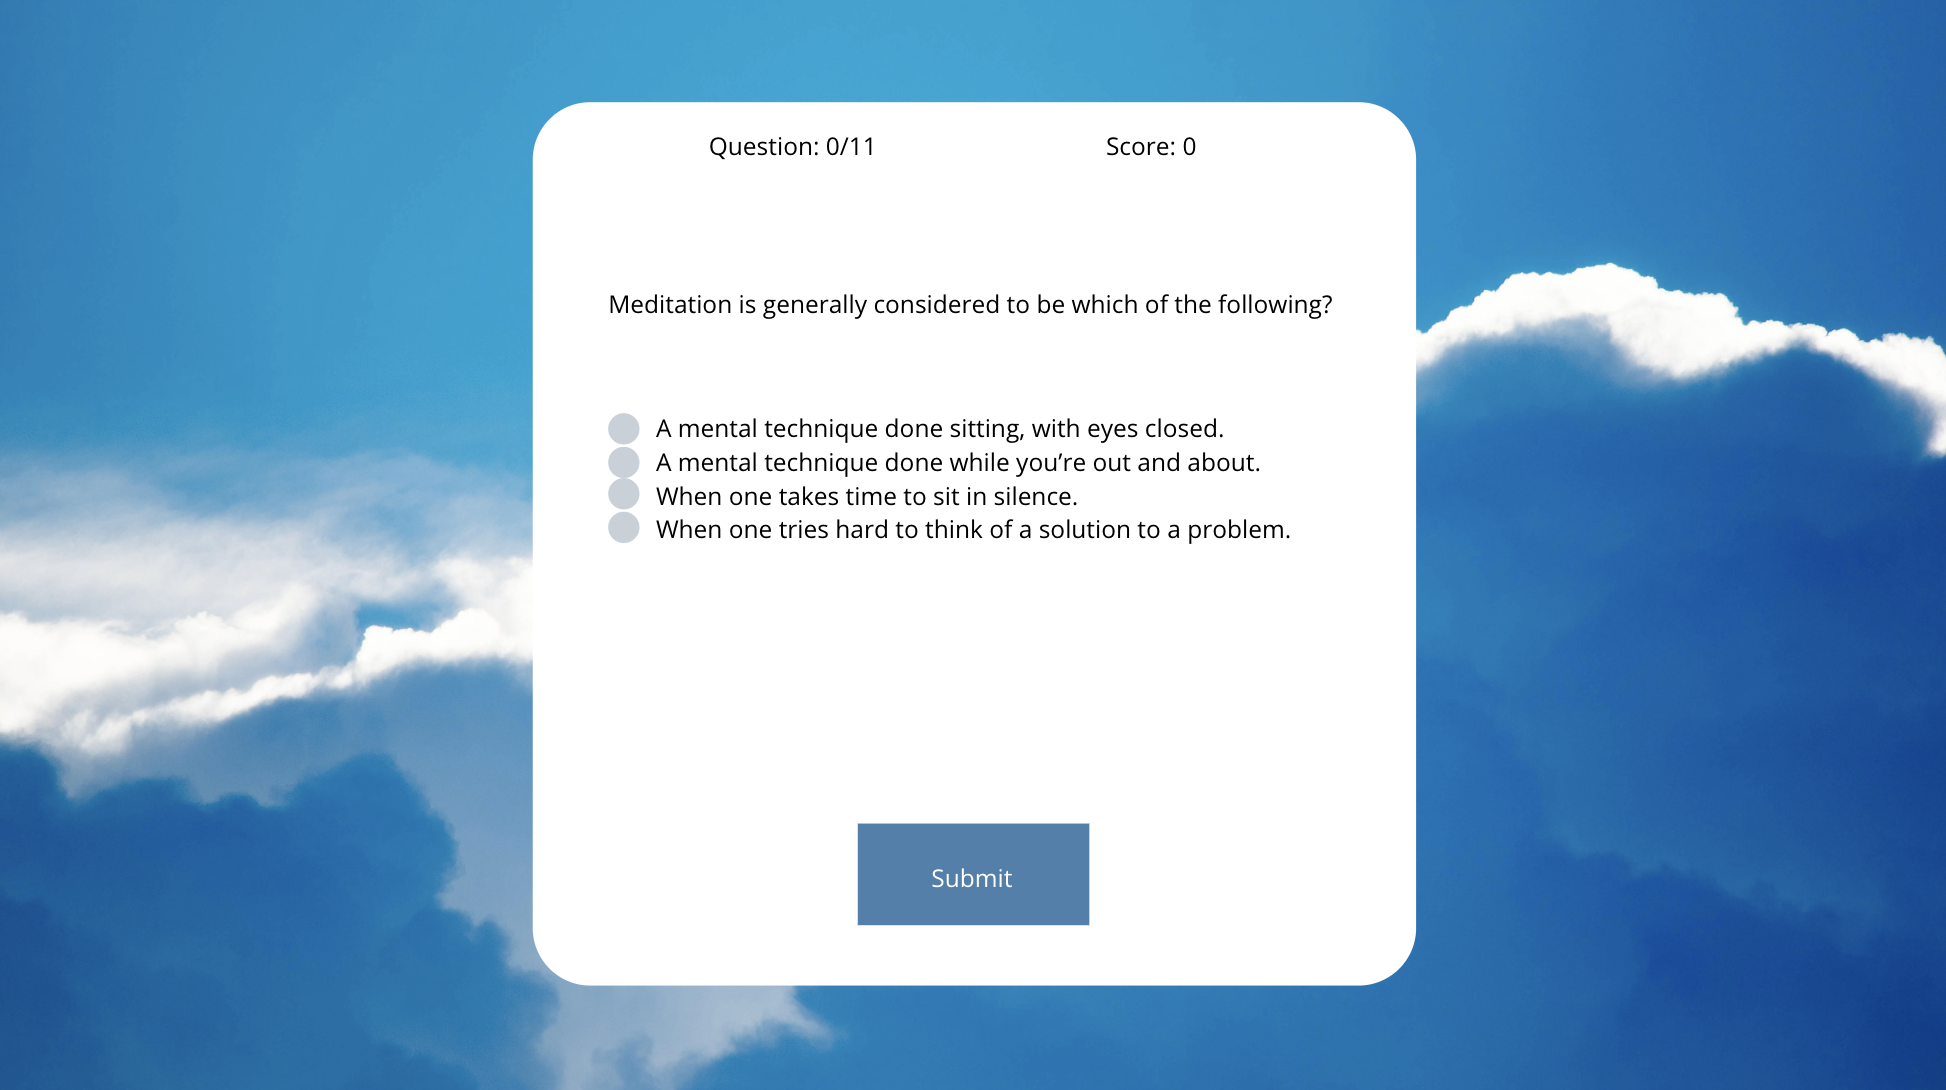 Question: 0/11 Score: 0
Meditation is generally considered to be which of the following?
A mental technique done sitting, with eyes closed.
A mental technique done while you’re out and about.
When one takes time to sit in silence.
When one tries hard to think of a solution to a problem.
Submit